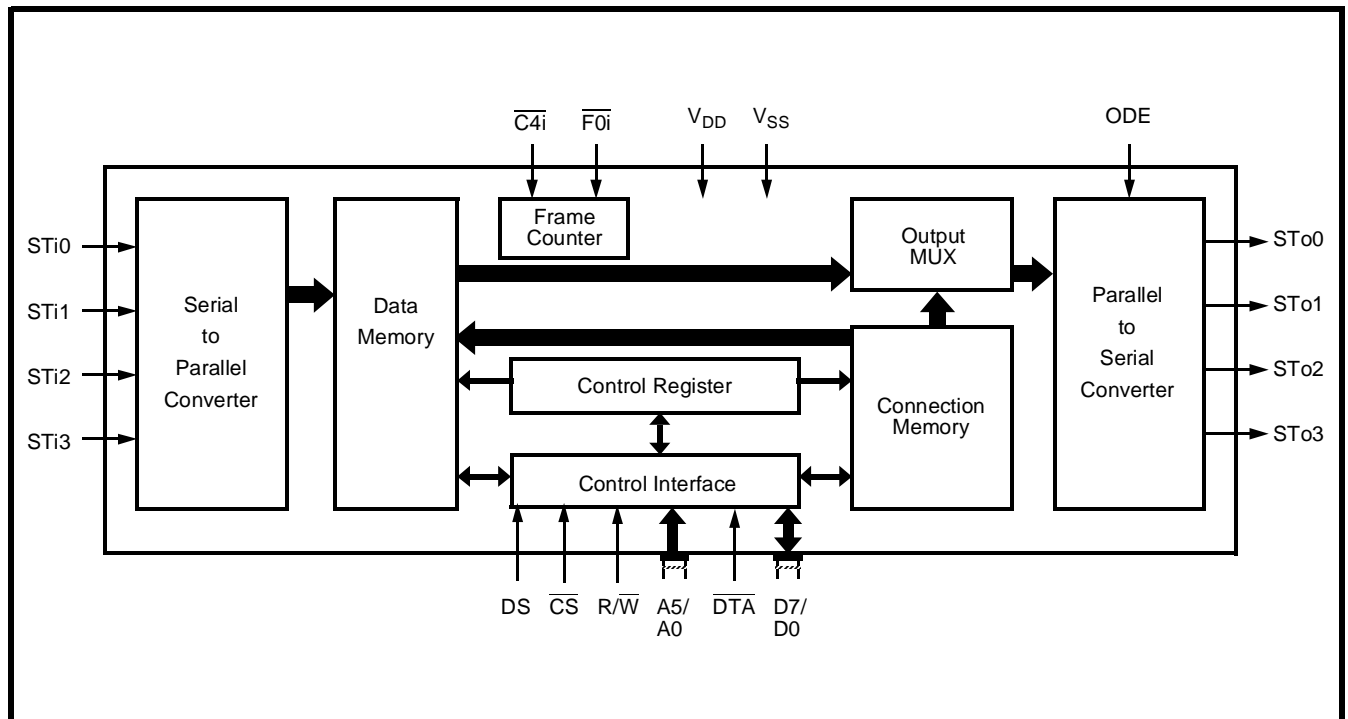 C4i
F0i
VDD
VSS
ODE
STi0
STi1
STi2
STi3
Serial
to
Parallel
Converter
Data
Memory
Frame
Counter
Output
MUX
Control Register
Connection
Memory
Control Interface
Parallel
to
Serial
Converter
STo0
STo1
STo2
STo3
DS
CS
R/W
A5/
A0
DTA
D7/
D0